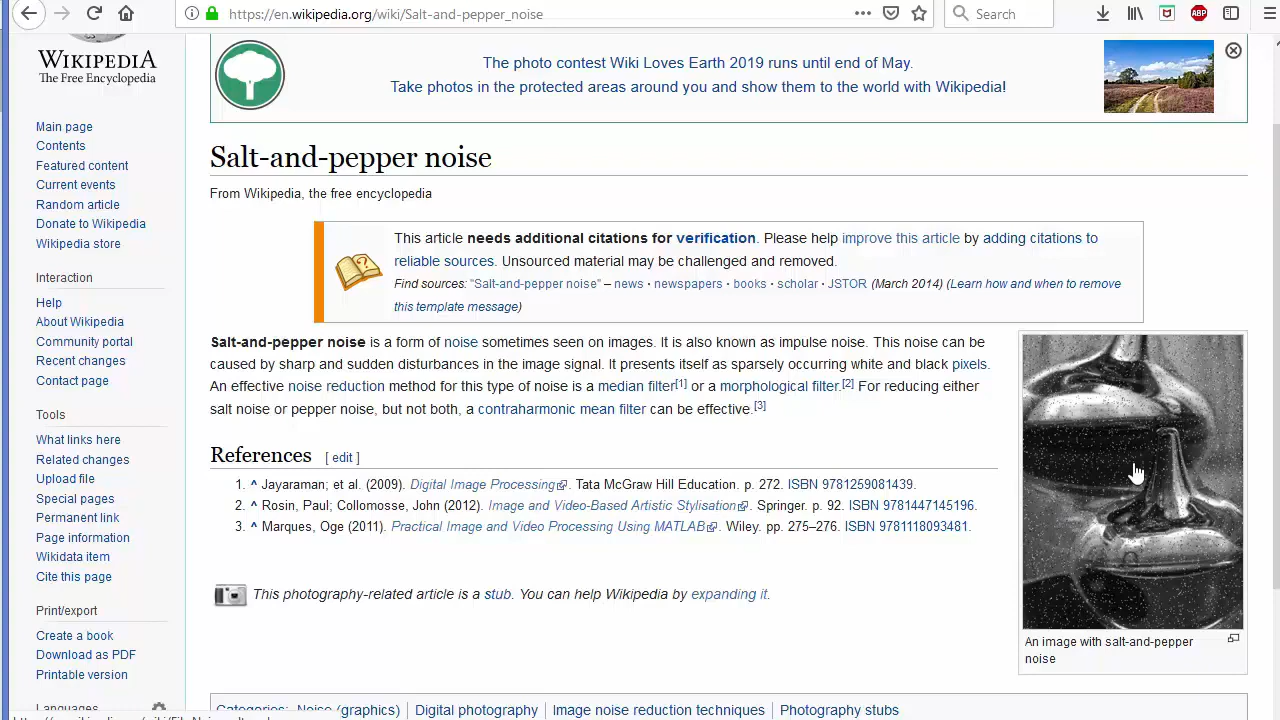 https://en.wikipedia.org/wiki/Salt-and-pepper_noise
Search
ABP
WIKIPEDIA
The Free Encyclopedia
Main page
Contents
Featured content
Current events
Random article
Donate to Wikipedia
Wikipedia store
Interaction
Help
About Wikipedia
Community portal
Recent changes
Contact page
Tools
What links here
Related changes
Upload file
Special pages
Permanent link
Page information
Wikidata item
Cite this page
Print/export
Create a book
Download as PDF
Printable version
Languages
The photo contest Wiki Loves Earth 2019 runs until end of May.
Take photos in the protected areas around you and show them to the world with Wikipedia!
Salt-and-pepper noise
From Wikipedia, the free encyclopedia
This article needs additional citations for verification. Please help improve this article by adding citations to
reliable sources. Unsourced material may be challenged and removed.
Find sources: "Salt-and-pepper noise" – news · newspapers · books · scholar · JSTOR (March 2014) (Learn how and when to remove
this template message)
Salt-and-pepper noise is a form of noise sometimes seen on images. It is also known as impulse noise. This noise can be
caused by sharp and sudden disturbances in the image signal. It presents itself as sparsely occurring white and black pixels.
An effective noise reduction method for this type of noise is a median filter[1] or a morphological filter.[2] For reducing either
salt noise or pepper noise, but not both, a contraharmonic mean filter can be effective.[3]
An image with salt-and-pepper
noise
References [ edit ]
1. ^ Jayaraman; et al. (2009). Digital Image Processing. Tata McGraw Hill Education. p. 272. ISBN 9781259081439.
2. ^ Rosin, Paul; Collomosse, John (2012). Image and Video-Based Artistic Stylisation. Springer. p. 92. ISBN 9781447145196.
3. ^ Marques, Oge (2011). Practical Image and Video Processing Using MATLAB. Wiley. pp. 275–276. ISBN 9781118093481.
This photography-related article is a stub. You can help Wikipedia by expanding it.
Categories: Noise (graphics) | Digital photography | Image noise reduction techniques | Photography stubs